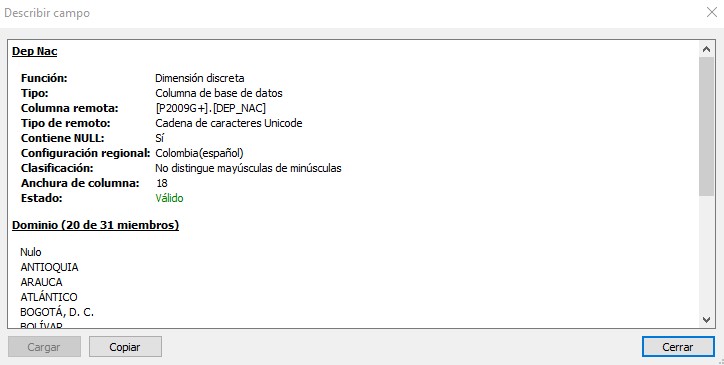 Describir campo
Dep Nac
Función: Dimensión discreta
Tipo: Columna de base de datos
Columna remota: [P2009G+].[DEP_NAC]
Tipo de remoto: Cadena de caracteres Unicode
Contiene NULL: Sí
Configuración regional: Colombia(español)
Clasificación: No distingue mayúsculas de minúsculas
Anchura de columna: 18
Estado: Válido
Dominio (20 de 31 miembros)
Nulo
ANTIOQUIA
ARAUCA
ATLÁNTICO
BOGOTÁ, D. C.
BOLÍVAR
Cargar Copiar Cerrar